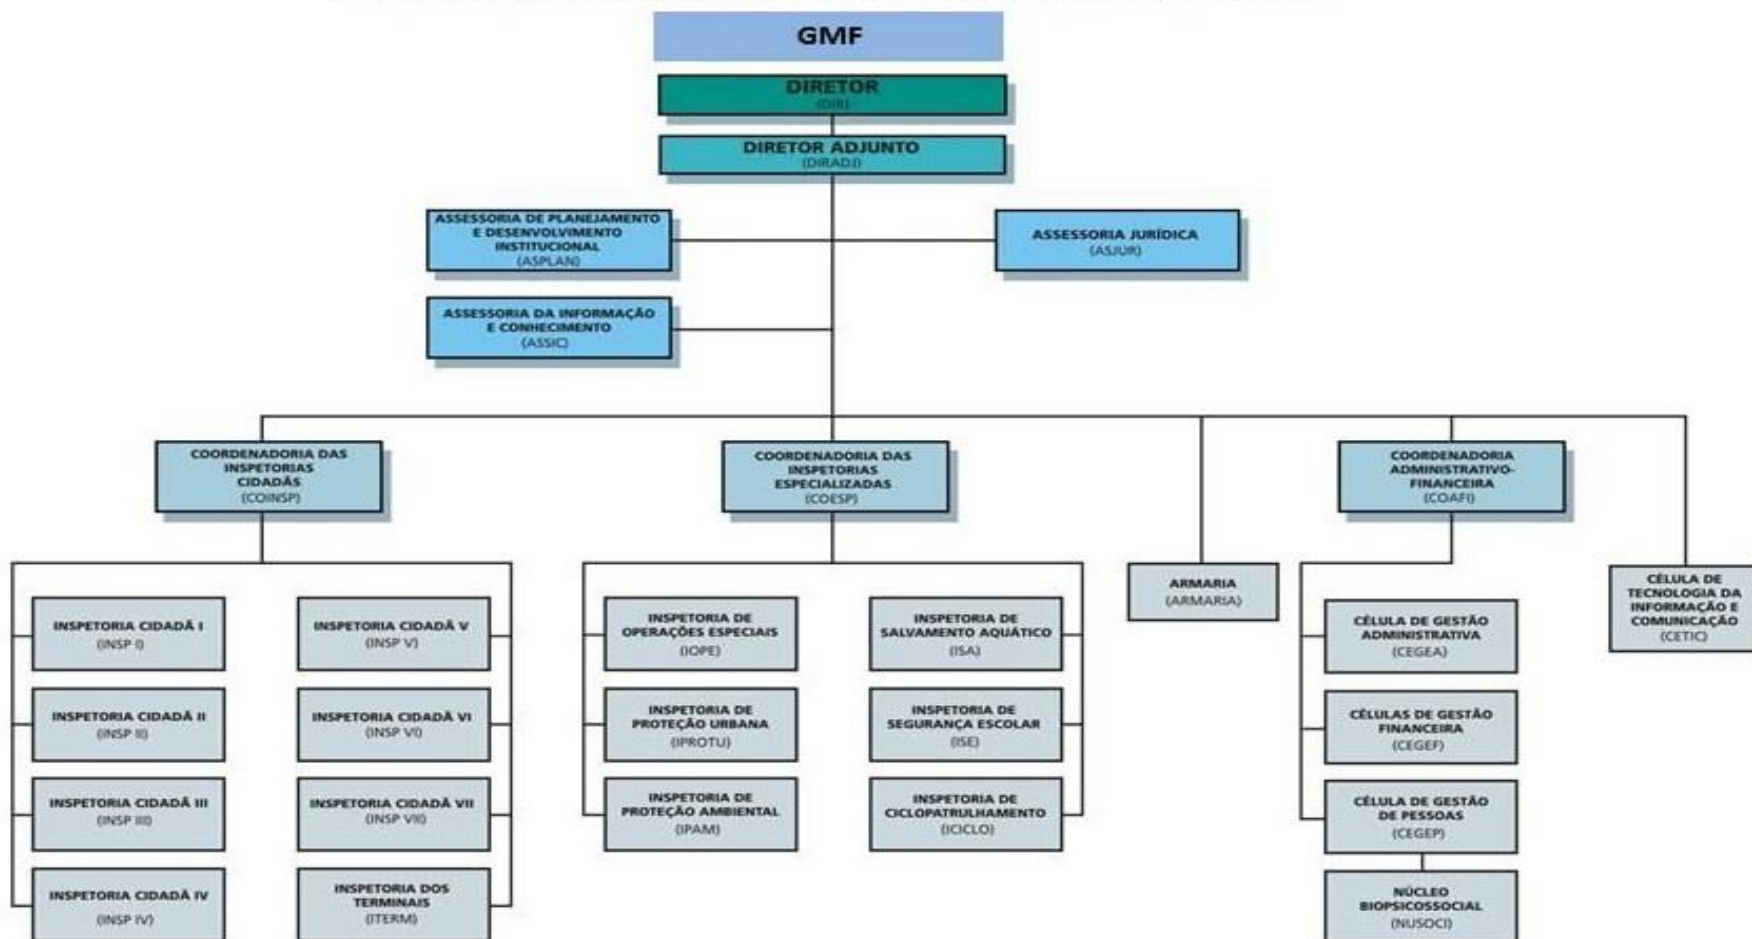 GMF
DIRETOR
(DIR)
DIRETOR ADJUNTO
(DIRADJ)
ASSESSORIA DE PLANEJAMENTO
E DESENVOLVIMENTO
INSTITUCIONAL
(ASPLAN)
ASSESSORIA JURÍDICA
(ASJUR)
ASSESSORIA DA INFORMAÇÃO
E CONHECIMENTO
(ASSIC)
COORDENADORIA DAS
INSPETORIAS
CIDADÃS
(COINSP)
COORDENADORIA DAS
INSPETORIAS
ESPECIALIZADAS
(COESP)
COORDENADORIA
ADMINISTRATIVO-
FINANCEIRA
(COAFI)
INSPETORIA CIDADÃ I
(INSP I)
INSPETORIA CIDADÃ II
(INSP II)
INSPETORIA CIDADÃ III
(INSP III)
INSPETORIA CIDADÃ IV
(INSP IV)
INSPETORIA CIDADÃ V
(INSP V)
INSPETORIA CIDADÃ VI
(INSP VI)
INSPETORIA CIDADÃ VII
(INSP VII)
INSPETORIA DOS
TERMINAIS
(ITERM)
INSPETORIA DE
OPERAÇÕES ESPECIAIS
(IOPE)
INSPETORIA DE
PROTEÇÃO URBANA
(IPROTU)
INSPETORIA DE
PROTEÇÃO AMBIENTAL
(IPAM)
INSPETORIA DE
SALVAMENTO AQUÁTICO
(ISA)
INSPETORIA DE
SEGURANÇA ESCOLAR
(ISE)
INSPETORIA DE
CICLOPATRULHAMENTO
(ICICLO)
ARMARIA
(ARMARIA)
CÉLULA DE GESTÃO
ADMINISTRATIVA
(CEGEA)
CÉLULAS DE GESTÃO
FINANCEIRA
(CEGEF)
CÉLULA DE GESTÃO
DE PESSOAS
(CEGEP)
NÚCLEO
BIOPSICOSSOCIAL
(NUSOCI)
CÉLULA DE
TECNOLOGIA DA
INFORMAÇÃO E
COMUNICAÇÃO
(CETIC)